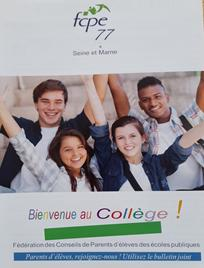 fcpe
77
Seine et Marne
Bienvenue au Collège !
Fédération des Conseils de Parents d'élèves des écoles publiques
Parents d'élèves, rejoignez-nous ! Utilisez le bulletin joint